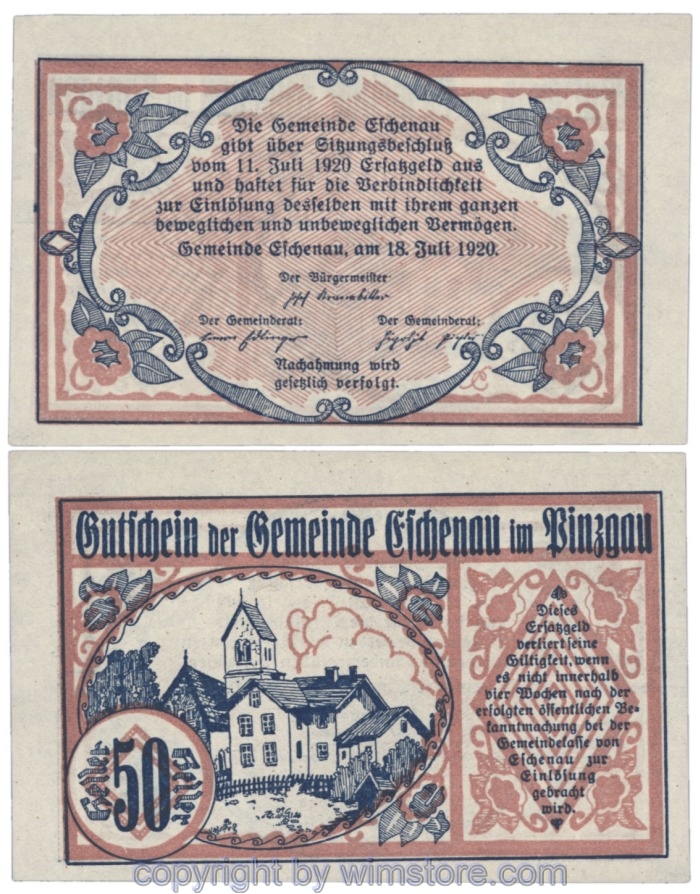 Die Gemeinde Eschenau
gibt über Sitzungsbeschluß
vom 11. Juli 1920 Ersatzgeld aus
und haftet für die Verbindlichkeit
zur Einlösung desselben mit ihrem ganzen
beweglichen und unbeweglichen Vermögen.
Gemeinde Eschenau, am 18. Juli 1920.
Der Bürgermeister
Der Gemeinderat:
Der Gemeinderat:
Nachahmung wird
gesetzlich verfolgt.
Gutschein der Gemeinde Eschenau im Pinzgau
Dieses
Ersatzgeld
verliert seine
Giltigkeit, wenn
es nicht innerhalb
vier Wochen nach der
erfolgten öffentlichen Be-
kanntmachung bei der
Gemeindekasse von
Eschenau zur
Einlösung
gebracht
wird.
Heller 50 Heller
copyright by wimstore.com